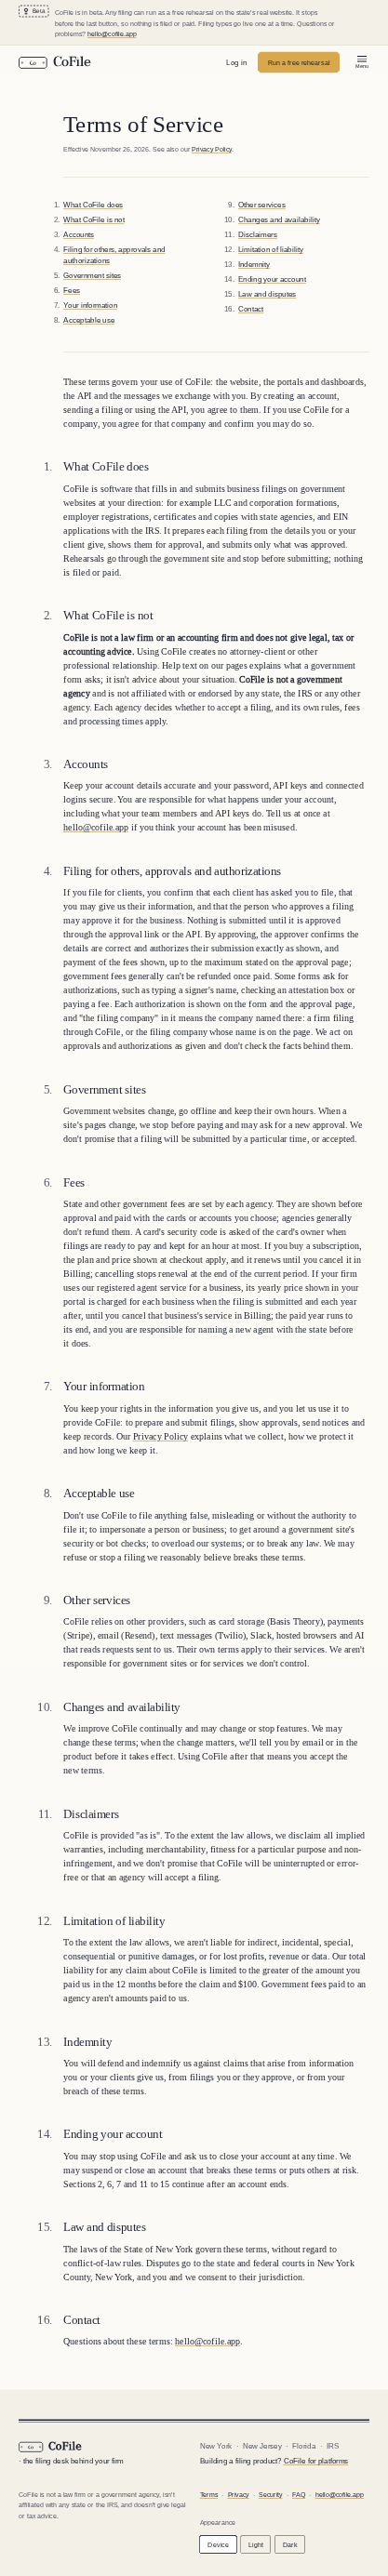 Beta
CoFile is in beta. Any filing can run as a free rehearsal on the state's real website. It stops
before the last button, so nothing is paid or filed. Paid filings go live one at a time. Questions or
problems? hello@cofile.app
Co CoFile
Log in
Run a free rehearsal
Menu
Terms of Service
Effective November 26, 2026. See also our Privacy Policy.
1. What CoFile does
2. What CoFile is not
3. Accounts
4. Filing for others, approvals and
authorizations
5. Government sites
6. Fees
7. Your information
8. Acceptable use
9. Other services
10. Changes and availability
11. Disclaimers
12. Limitation of liability
13. Indemnity
14. Ending your account
15. Law and disputes
16. Contact
These terms govern your use of CoFile: the website, the portals and dashboards,
the API and the messages we exchange with you. By creating an account,
sending a filing or using the API, you agree to them. If you use CoFile for a
company, you agree for that company and confirm you may do so.
1. What CoFile does
CoFile is software that fills in and submits business filings on government
websites at your direction: for example LLC and corporation formations,
employer registrations, certificates and copies with state agencies, and EIN
applications with the IRS. It prepares each filing from the details you or your
client give, shows them for approval, and submits only what was approved.
Rehearsals go through the government site and stop before submitting; nothing
is filed or paid.
2. What CoFile is not
CoFile is not a law firm or an accounting firm and does not give legal, tax or
accounting advice. Using CoFile creates no attorney-client or other
professional relationship. Help text on our pages explains what a government
form asks; it isn't advice about your situation. CoFile is not a government
agency and is not affiliated with or endorsed by any state, the IRS or any other
agency. Each agency decides whether to accept a filing, and its own rules, fees
and processing times apply.
3. Accounts
Keep your account details accurate and your password, API keys and connected
logins secure. You are responsible for what happens under your account,
including what your team members and API keys do. Tell us at once at
hello@cofile.app if you think your account has been misused.
4. Filing for others, approvals and authorizations
If you file for clients, you confirm that each client has asked you to file, that
you may give us their information, and that the person who approves a filing
may approve it for the business. Nothing is submitted until it is approved
through the approval link or the API. By approving, the approver confirms the
details are correct and authorizes their submission exactly as shown, and
payment of the fees shown, up to the maximum stated on the approval page;
government fees generally can't be refunded once paid. Some forms ask for
authorizations, such as typing a signer's name, checking an attestation box or
paying a fee. Each authorization is shown on the form and the approval page,
and "the filing company" in it means the company named there: a firm filing
through CoFile, or the filing company whose name is on the page. We act on
approvals and authorizations as given and don't check the facts behind them.
5. Government sites
Government websites change, go offline and keep their own hours. When a
site's pages change, we stop before paying and may ask for a new approval. We
don't promise that a filing will be submitted by a particular time, or accepted.
6. Fees
State and other government fees are set by each agency. They are shown before
approval and paid with the cards or accounts you choose; agencies generally
don't refund them. A card's security code is asked of the card's owner when
filings are ready to pay and kept for an hour at most. If you buy a subscription,
the plan and price shown at checkout apply, and it renews until you cancel it in
Billing; cancelling stops renewal at the end of the current period. If your firm
uses our registered agent service for a business, its yearly price shown in your
portal is charged for each business when the filing is submitted and each year
after, until you cancel that business's service in Billing; the paid year runs to
its end, and you are responsible for naming a new agent with the state before
it does.
7. Your information
You keep your rights in the information you give us, and you let us use it to
provide CoFile: to prepare and submit filings, show approvals, send notices and
keep records. Our Privacy Policy explains what we collect, how we protect it
and how long we keep it.
8. Acceptable use
Don't use CoFile to file anything false, misleading or without the authority to
file it; to impersonate a person or business; to get around a government site's
security or bot checks; to overload our systems; or to break any law. We may
refuse or stop a filing we reasonably believe breaks these terms.
9. Other services
CoFile relies on other providers, such as card storage (Basis Theory), payments
(Stripe), email (Resend), text messages (Twilio), Slack, hosted browsers and AI
that reads requests sent to us. Their own terms apply to their services. We aren't
responsible for government sites or for services we don't control.
10. Changes and availability
We improve CoFile continually and may change or stop features. We may
change these terms; when the change matters, we'll tell you by email or in the
product before it takes effect. Using CoFile after that means you accept the
new terms.
11. Disclaimers
CoFile is provided "as is". To the extent the law allows, we disclaim all implied
warranties, including merchantability, fitness for a particular purpose and non-
infringement, and we don't promise that CoFile will be uninterrupted or error-
free or that an agency will accept a filing.
12. Limitation of liability
To the extent the law allows, we aren't liable for indirect, incidental, special,
consequential or punitive damages, or for lost profits, revenue or data. Our total
liability for any claim about CoFile is limited to the greater of the amount you
paid us in the 12 months before the claim and $100. Government fees paid to an
agency aren't amounts paid to us.
13. Indemnity
You will defend and indemnify us against claims that arise from information
you or your clients give us, from filings you or they approve, or from your
breach of these terms.
14. Ending your account
You may stop using CoFile and ask us to close your account at any time. We
may suspend or close an account that breaks these terms or puts others at risk.
Sections 2, 6, 7 and 11 to 15 continue after an account ends.
15. Law and disputes
The laws of the State of New York govern these terms, without regard to
conflict-of-law rules. Disputes go to the state and federal courts in New York
County, New York, and you and we consent to their jurisdiction.
16. Contact
Questions about these terms: hello@cofile.app.
Co CoFile
· the filing desk behind your firm
New York · New Jersey · Florida · IRS
Building a filing product? CoFile for platforms
CoFile is not a law firm or a government agency, isn't
affiliated with any state or the IRS, and doesn't give legal
or tax advice.
Terms · Privacy · Security · FAQ · hello@cofile.app
Appearance
Device
Light
Dark